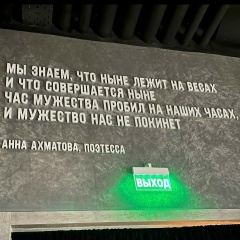 МЫ ЗНАЕМ, ЧТО НЫНЕ ЛЕЖИТ НА ВЕСАХ
И ЧТО СОВЕРШАЕТСЯ НЫНЕ.
ЧАС МУЖЕСТВА ПРОБИЛ НА НАШИХ ЧАСАХ,
И МУЖЕСТВО НАС НЕ ПОКИНЕТ
АННА АХМАТОВА, ПОЭТЕССА
ВЫХОД